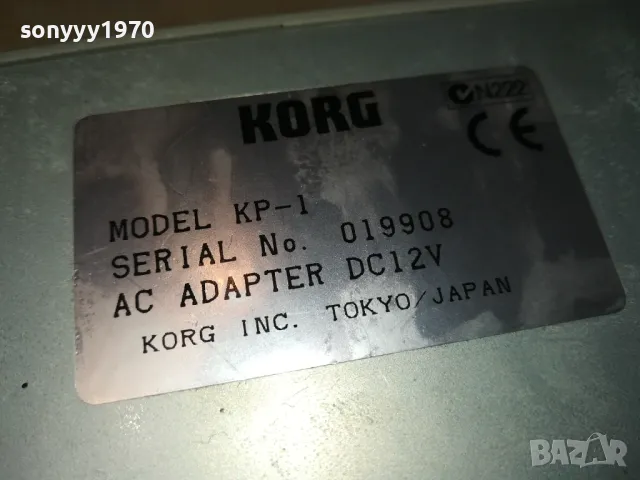 sonyyy1970
KORG
N222
CE
MODEL KP-1
SERIAL No. 019908
AC ADAPTER DC12V
KORG INC. TOKYO/JAPAN
BAZAR